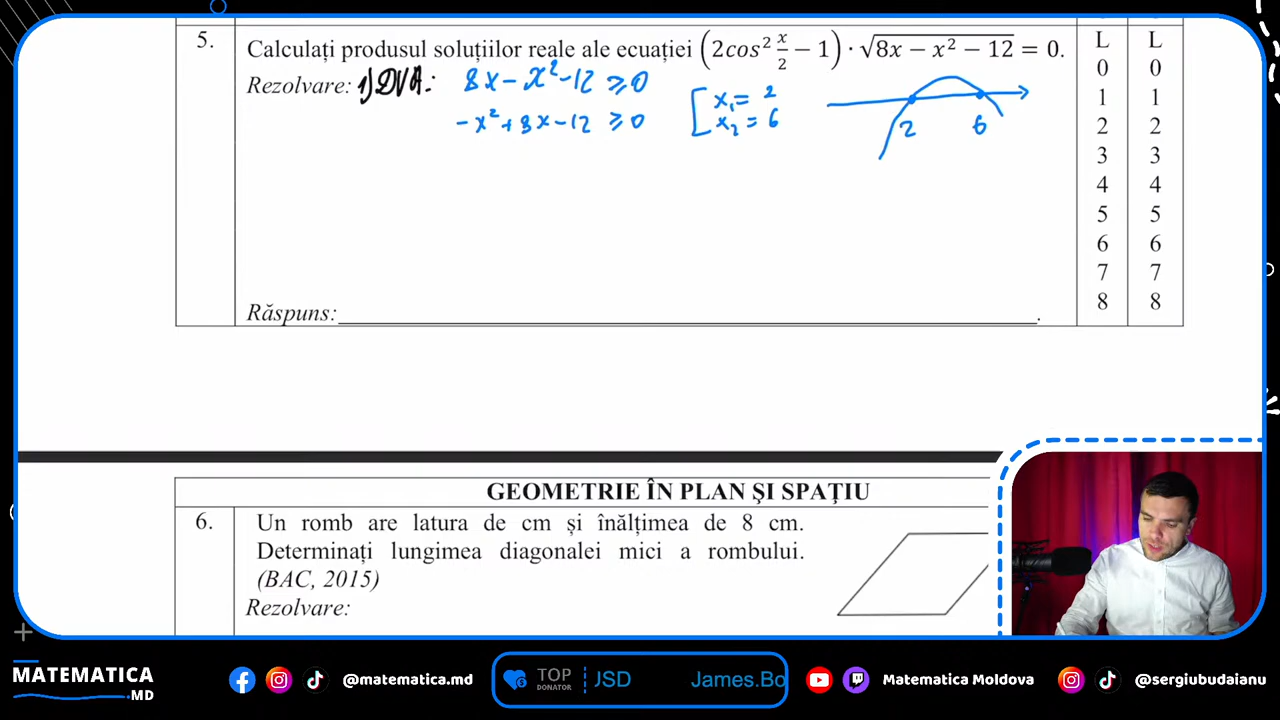 5.
Calculați produsul soluțiilor reale ale ecuației (2cos² x/2 − 1) · √(8x − x² − 12) = 0.
Rezolvare: 1) DVA: 8x − x² − 12 ⩾ 0
−x² + 8x − 12 ⩾ 0
[ x₁ = 2
x₂ = 6
2 6
Răspuns: .
L L
0 0
1 1
2 2
3 3
4 4
5 5
6 6
7 7
8 8
GEOMETRIE ÎN PLAN ŞI SPAŢIU
6.
Un romb are latura de cm și înălțimea de 8 cm.
Determinați lungimea diagonalei mici a rombului.
(BAC, 2015)
Rezolvare:
MATEMATICA
.MD
@matematica.md
TOP
DONATOR
JSD James.Bo
Matematica Moldova
@sergiubudaianu